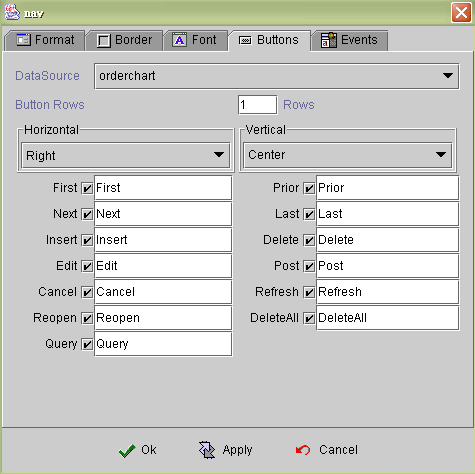 nav
Format Border Font Buttons Events
DataSource orderchart
Button Rows 1 Rows
Horizontal Vertical
Right Center
First First Prior Prior
Next Next Last Last
Insert Insert Delete Delete
Edit Edit Post Post
Cancel Cancel Refresh Refresh
Reopen Reopen DeleteAll DeleteAll
Query Query
Ok Apply Cancel